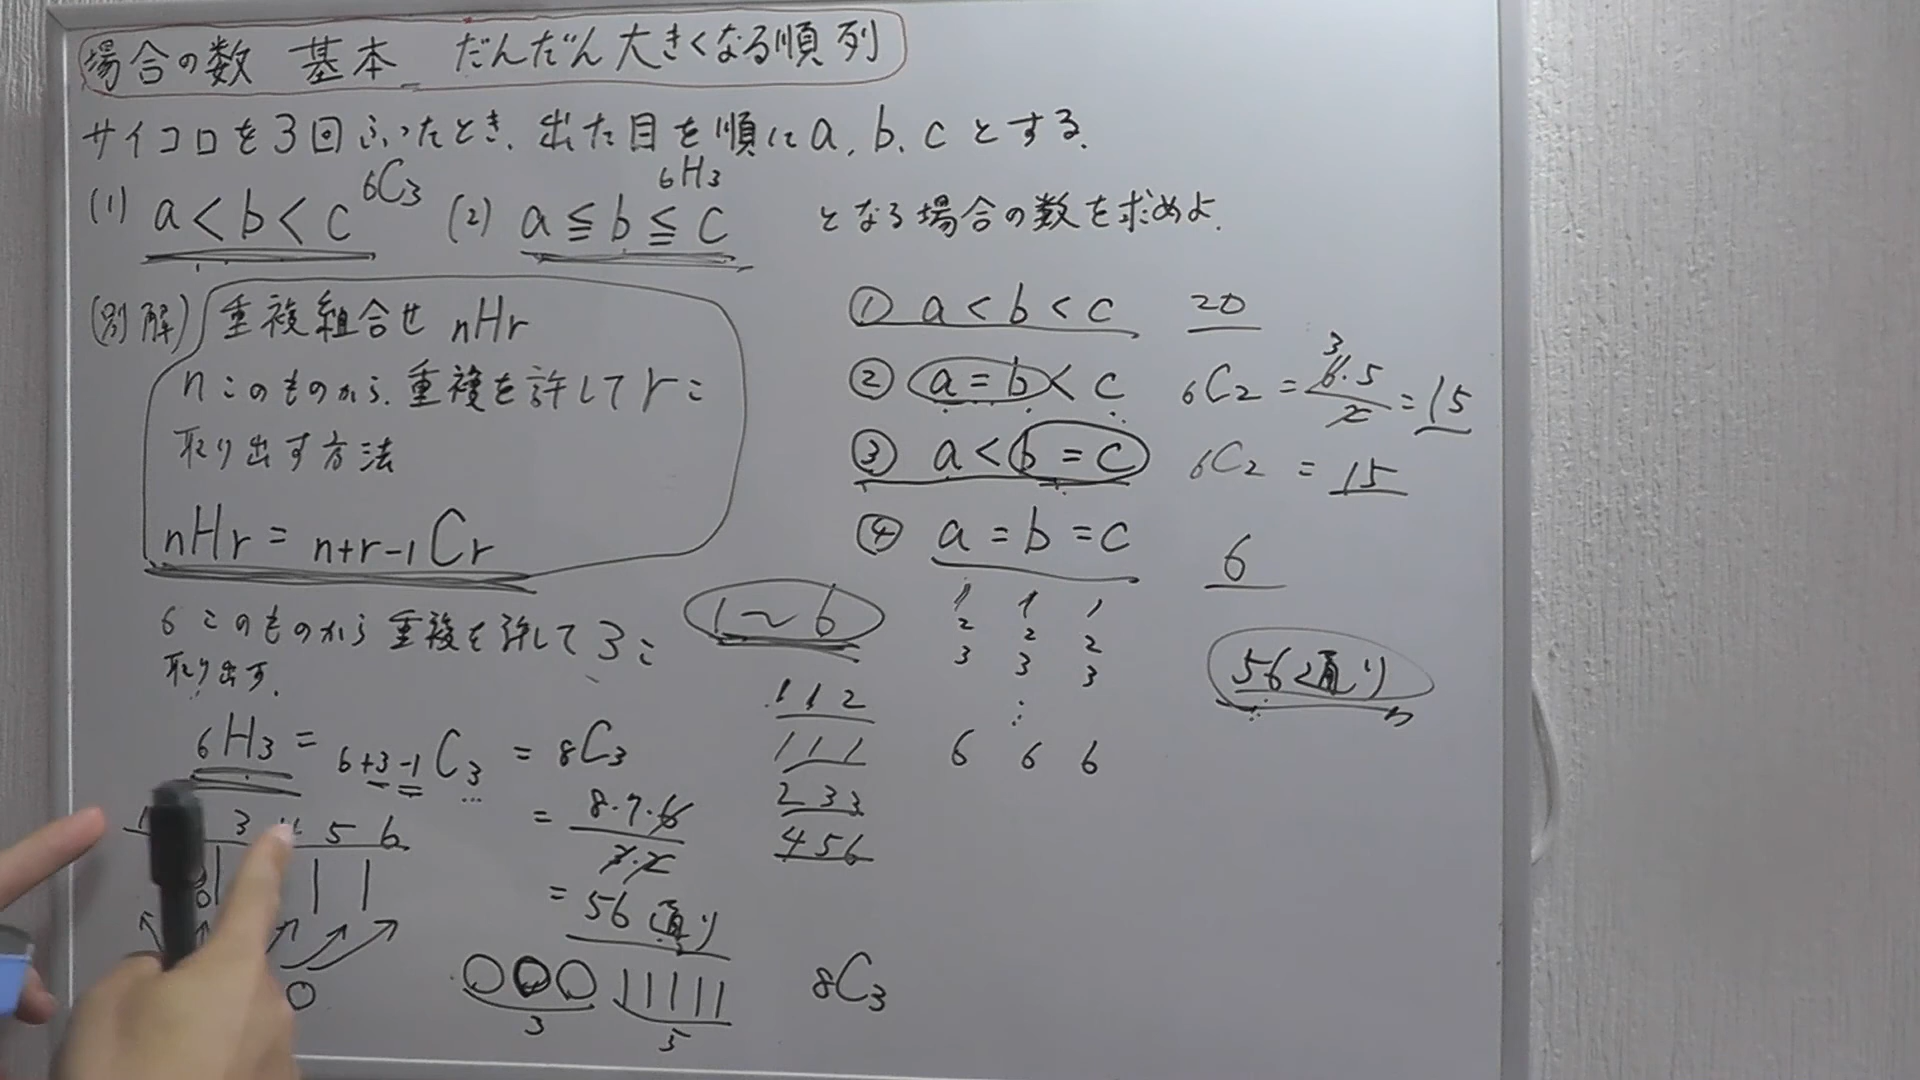 場合の数 基本 だんだん大きくなる順列
サイコロを3回ふったとき、出た目を順にa, b, cとする.
(1) a<b<c 6C3 (2) a≦b≦c 6H3 となる場合の数を求めよ.
(別解) 重複組合せ nHr
nこのものから.重複を許してrこ
取り出す方法
nHr = n+r-1Cr
6このものから重複を許して3こ
取り出す.
6H3 = 6+3-1C3 = 8C3
= 8・7・6
= 56通り
3 4 5 6
○○○ | | | | |
3 5
8C3
1~6
1 1 2
1 1 1
2 3 3
4 5 6
① a<b<c 20
② a=b<c 6C2 = 6・5/2 = 15
3
③ a<b=c 6C2 = 15
④ a=b=c 6
1 1 1
2 2 2
3 3 3
⋮
6 6 6
56通り